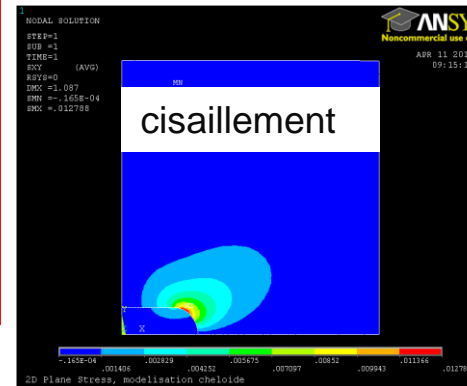 1
NODAL SOLUTION
STEP=1
SUB =1
TIME=1
SXY (AVG)
RSYS=0
DMX =1.087
SMN =-.165E-04
SMX =.012788
ANSY
Noncommercial use
APR 11 201
09:15:1
MN
cisaillement
Y
X
-.165E-04 .002829 .005675 .00852 .011366
.001406 .004252 .007097 .009943 .01278
2D Plane Stress, modelisation cheloide